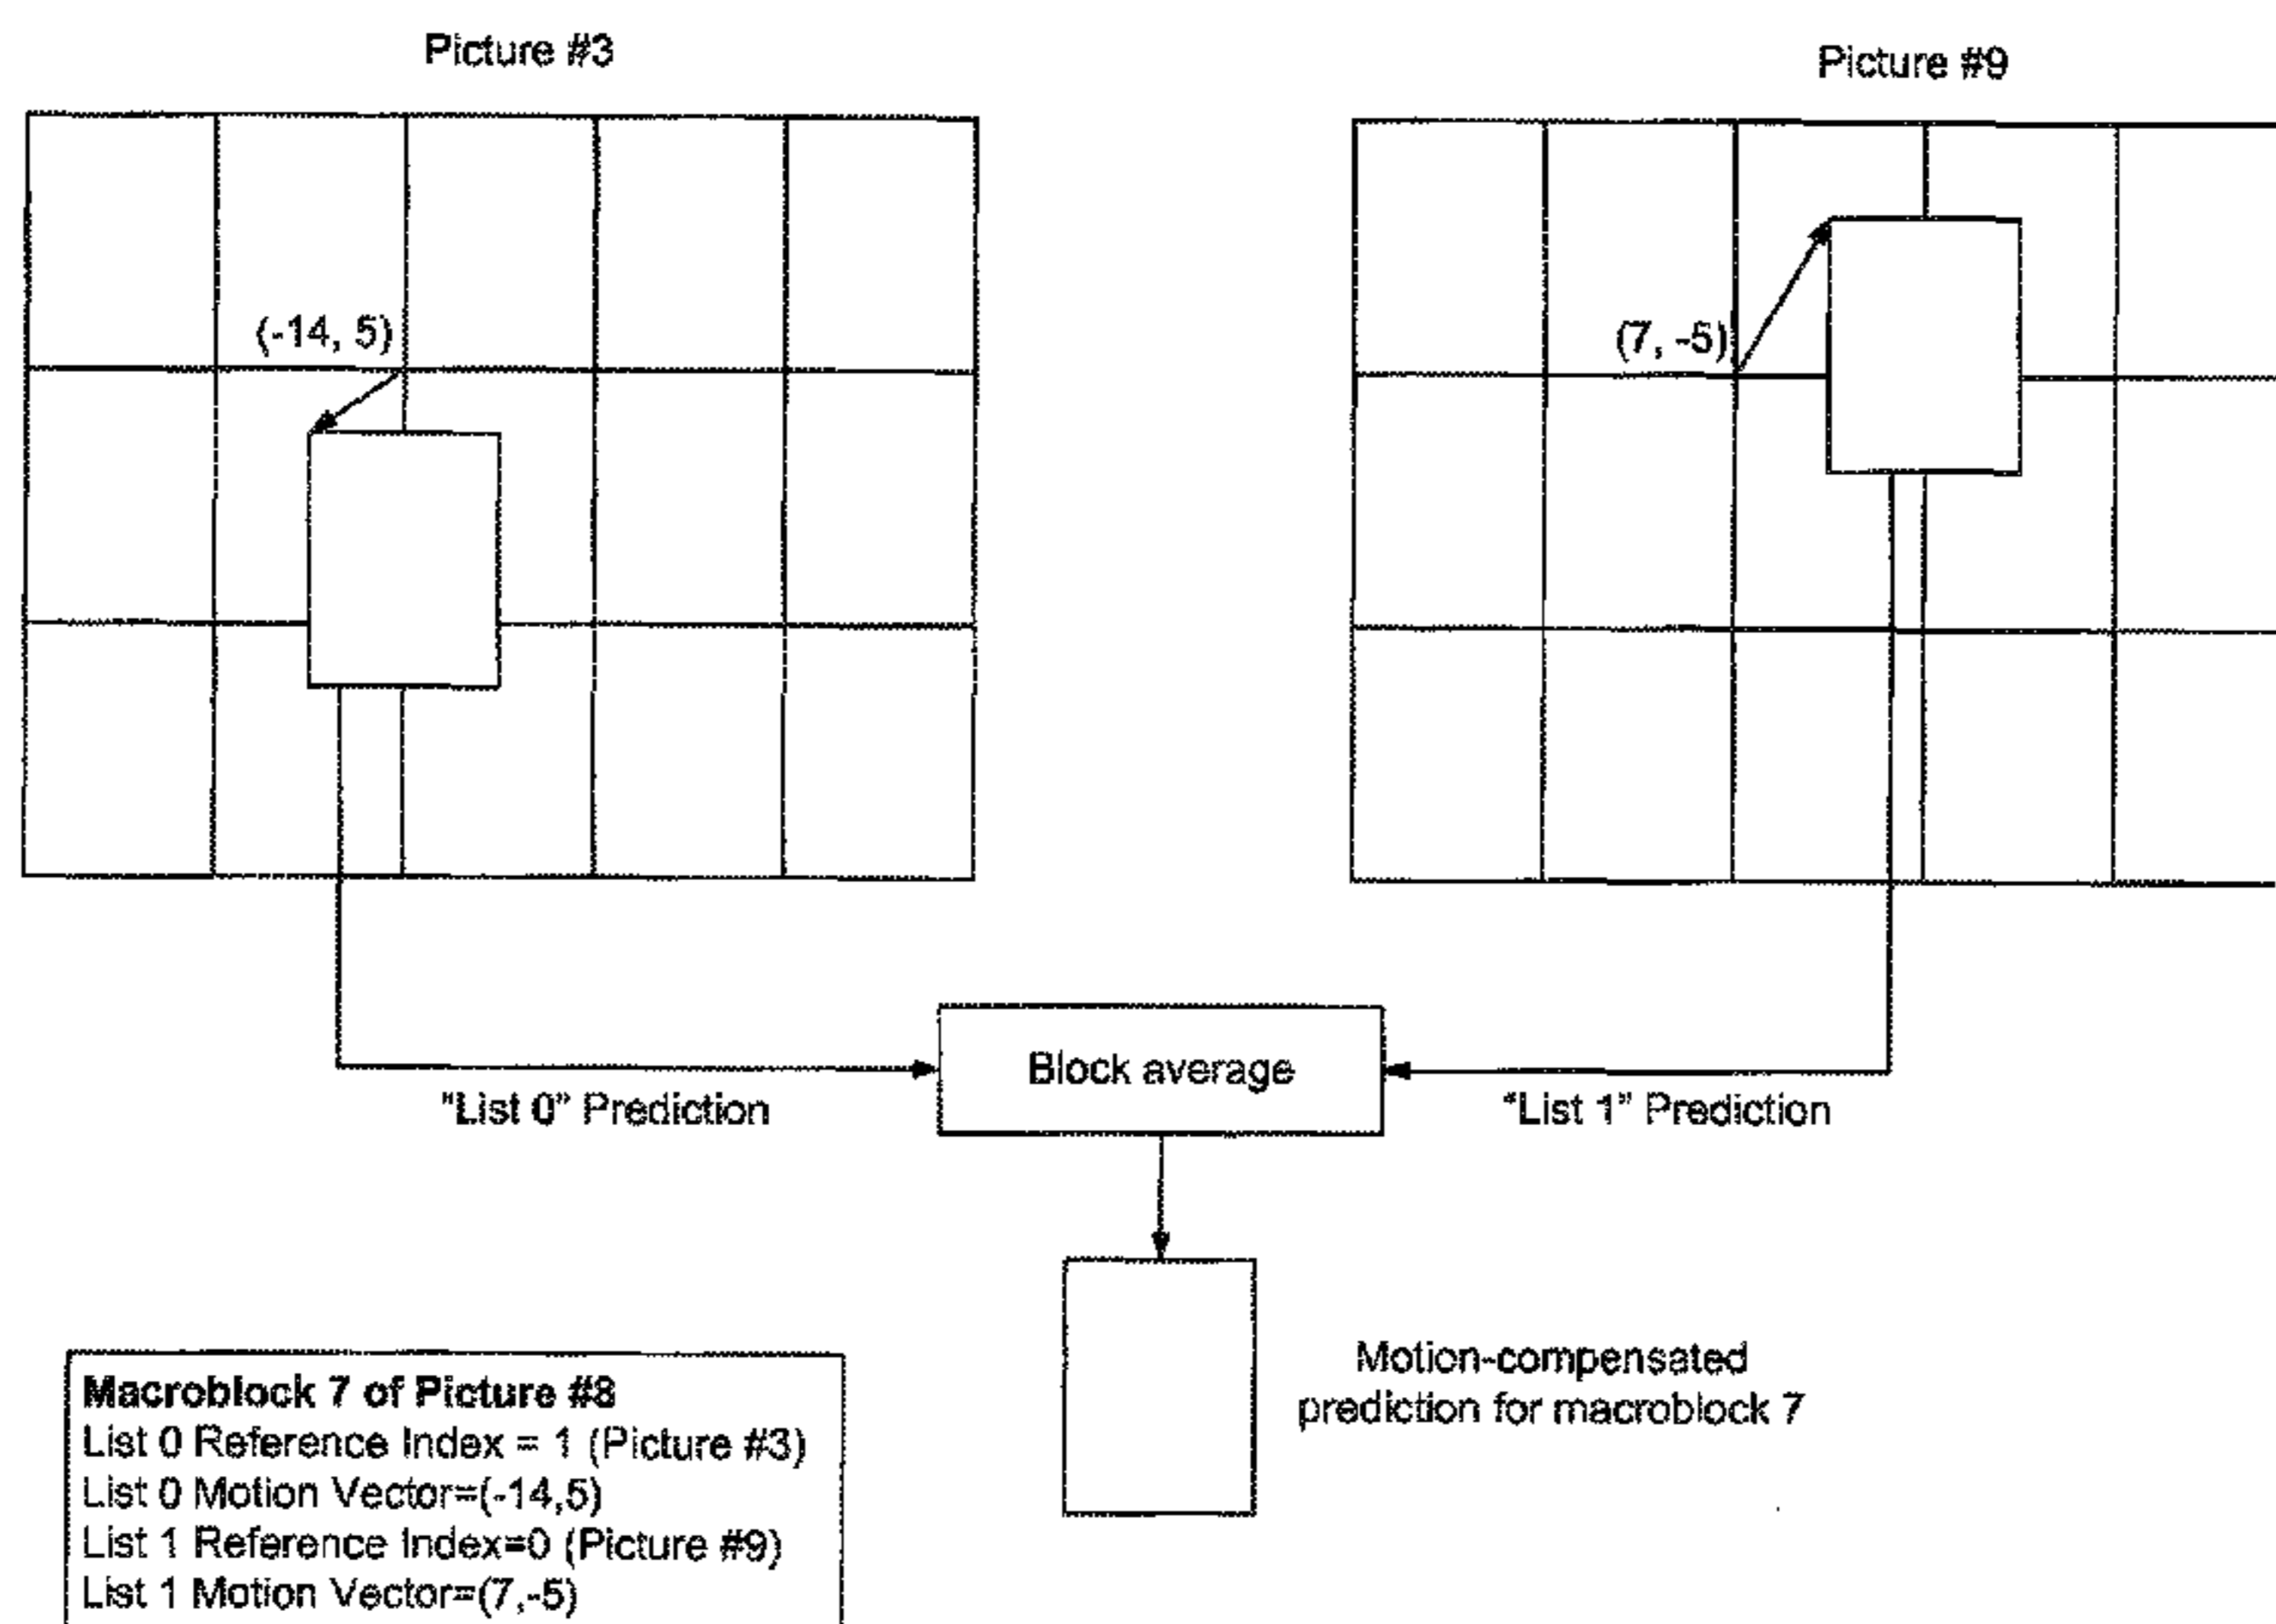 Picture #3
Picture #9
(-14, 5)
(7, -5)
Block average
"List 0" Prediction
"List 1" Prediction
Motion-compensated
prediction for macroblock 7
Macroblock 7 of Picture #8
List 0 Reference Index = 1 (Picture #3)
List 0 Motion Vector=(-14,5)
List 1 Reference Index=0 (Picture #9)
List 1 Motion Vector=(7,-5)